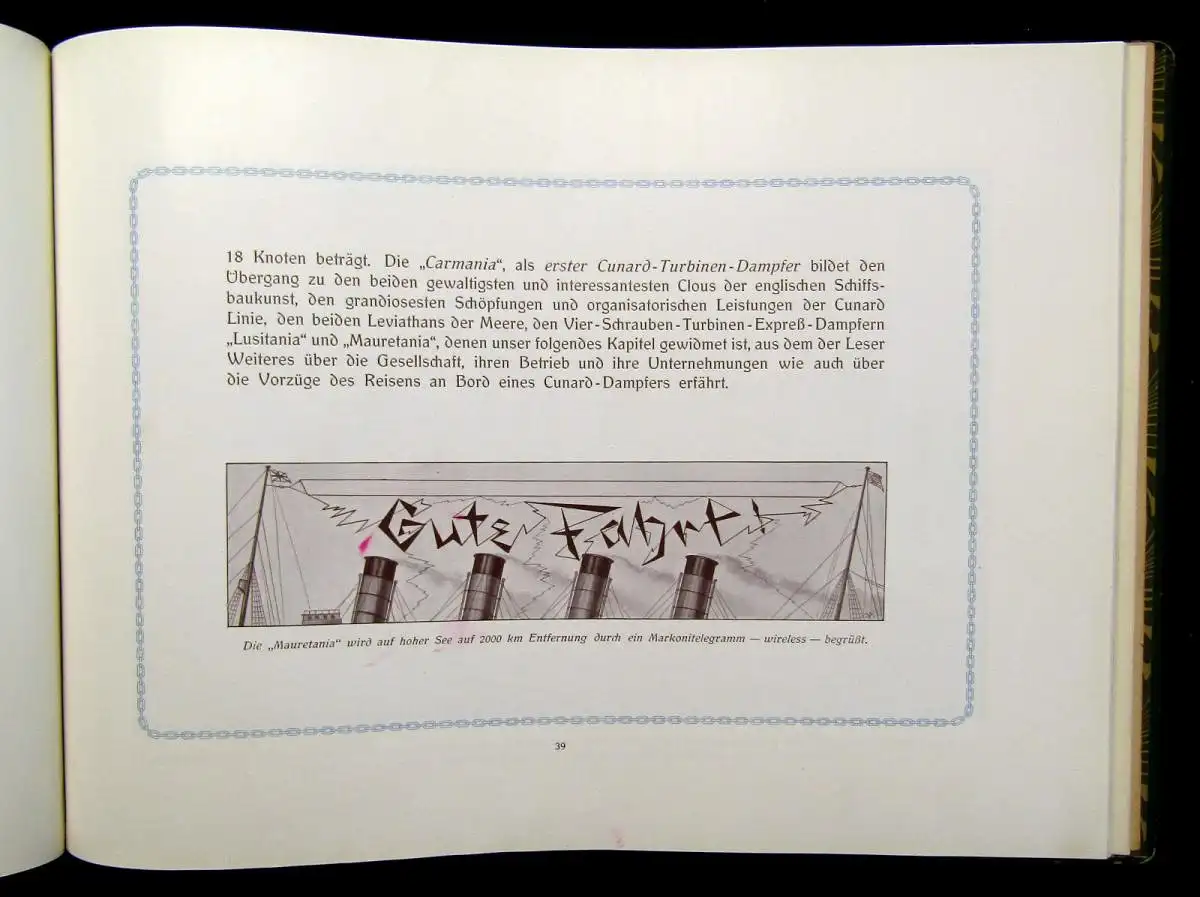 18 Knoten beträgt. Die „Carmania“, als erster Cunard-Turbinen-Dampfer bildet den
Übergang zu den beiden gewaltigsten und interessantesten Clous der englischen Schiffs-
baukunst, den grandiosesten Schöpfungen und organisatorischen Leistungen der Cunard
Linie, den beiden Leviathans der Meere, den Vier-Schrauben-Turbinen-Expreß-Dampfern
„Lusitania“ und „Mauretania“, denen unser folgendes Kapitel gewidmet ist, aus dem der Leser
Weiteres über die Gesellschaft, ihren Betrieb und ihre Unternehmungen wie auch über
die Vorzüge des Reisens an Bord eines Cunard-Dampfers erfährt.
Gute Fahrt!
Die „Mauretania“ wird auf hoher See auf 2000 km Entfernung durch ein Markonitelegramm — wireless — begrüßt.
39